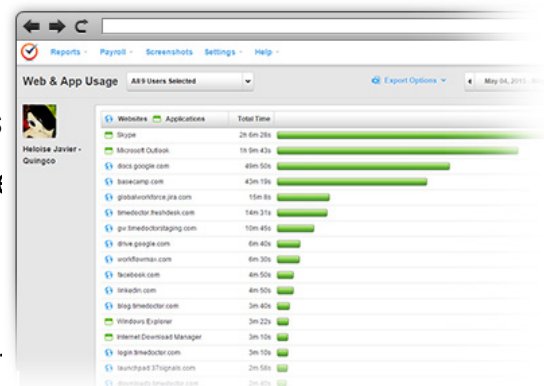 Reports Payroll Screenshots Settings Help
Web & App Usage All 9 Users Selected Export Options May 04, 2015
Heloise Javier -
Quingco
Websites Applications Total Time
Skype 2h 6m 28s
Microsoft Outlook 1h 9m 43s
docs.google.com 49m 50s
basecamp.com 43m 19s
globalworkforce.jira.com 15m 8s
timedoctor.freshdesk.com 14m 31s
gv.timedoctorstaging.com 10m 45s
drive.google.com 6m 40s
workflowmax.com 6m 30s
facebook.com 4m 50s
linkedin.com 4m 50s
blog.timedoctor.com 3m 40s
Windows Explorer 3m 22s
Internet Download Manager 3m 10s
login.timedoctor.com 3m 10s
launchpad.37signals.com 2m 58s